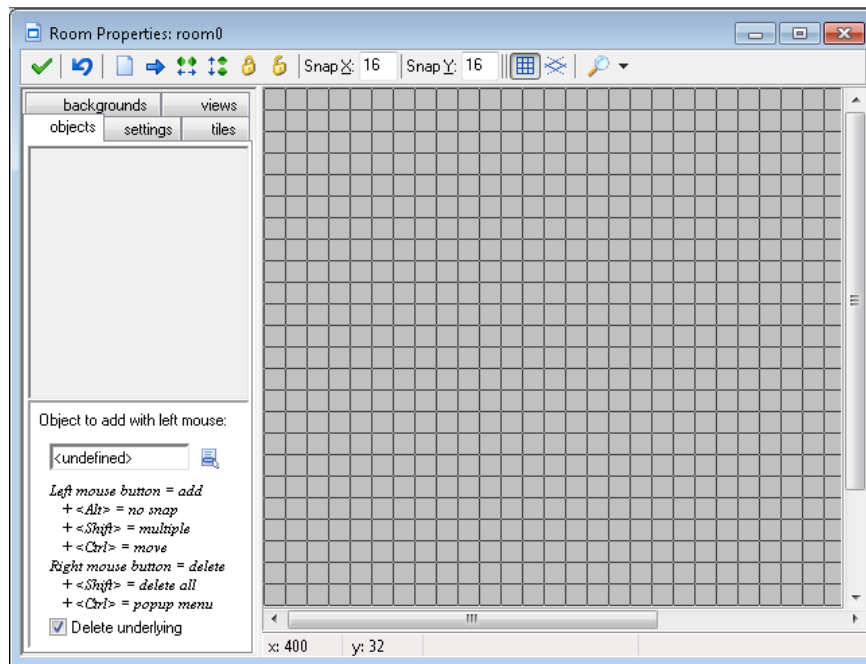 Room Properties: room0
Snap X: 16 Snap Y: 16
backgrounds views
objects settings tiles
Object to add with left mouse:
<undefined>
Left mouse button = add
+ <Alt> = no snap
+ <Shift> = multiple
+ <Ctrl> = move
Right mouse button = delete
+ <Shift> = delete all
+ <Ctrl> = popup menu
Delete underlying
x: 400 y: 32